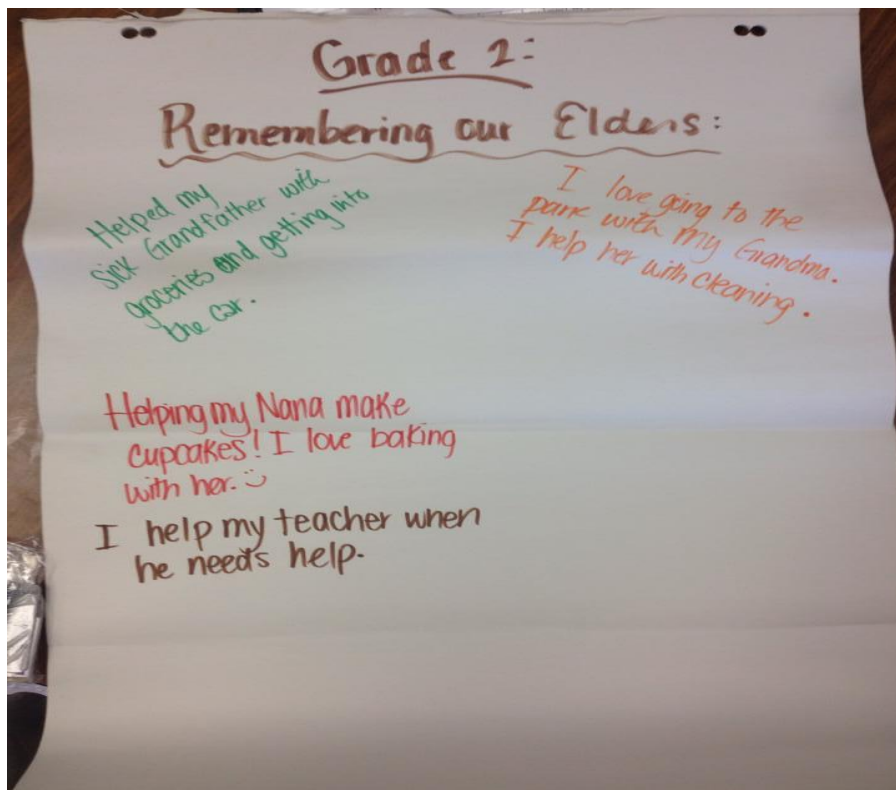 Grade 2:
Remembering our Elders:
Helped my
sick Grandfather with
groceries and getting into
the car.
I love going to the
park with my Grandma.
I help her with cleaning.
Helping my Nana make
cupcakes! I love baking
with her. :)
I help my teacher when
he needs help.